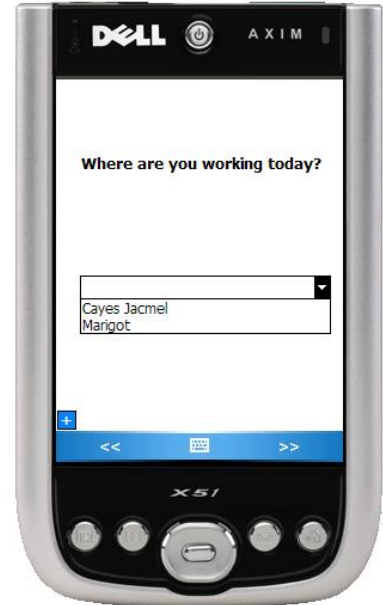 DELL AXIM
Where are you working today?
Cayes Jacmel
Marigot
+
<< >>
X51